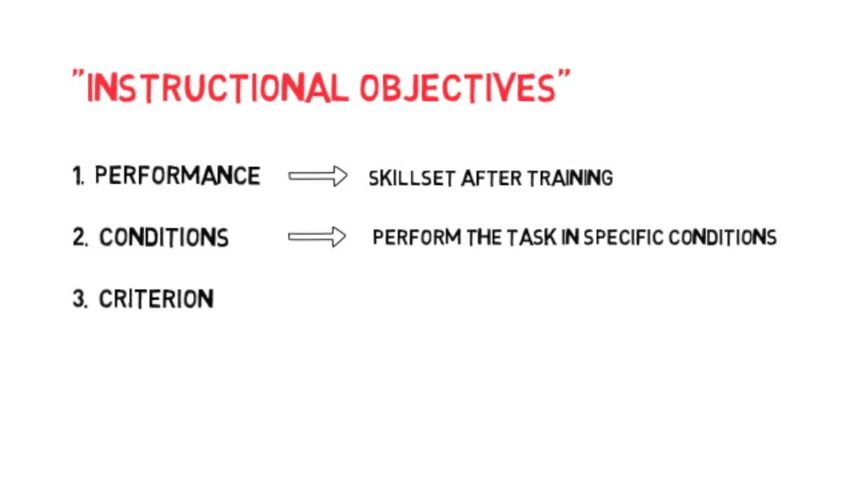 "INSTRUCTIONAL OBJECTIVES"
1. PERFORMANCE SKILLSET AFTER TRAINING
2. CONDITIONS PERFORM THE TASK IN SPECIFIC CONDITIONS
3. CRITERION